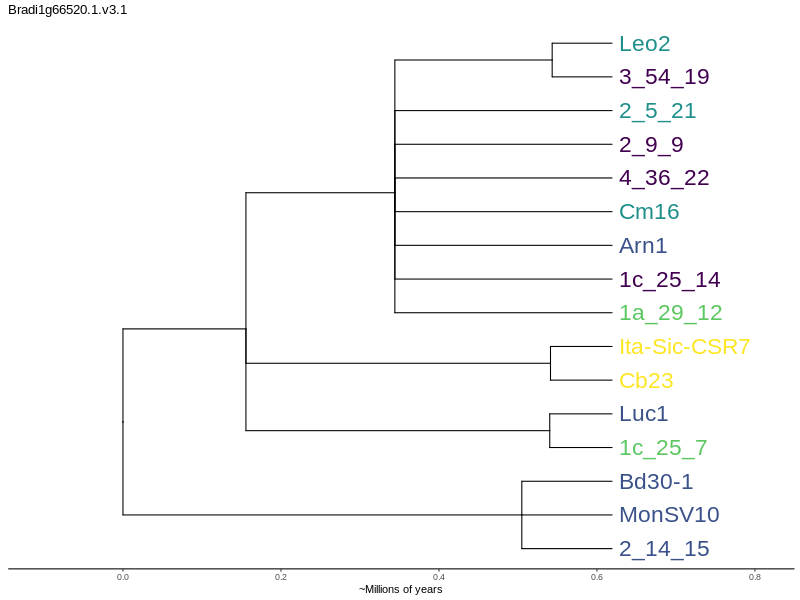 Bradi1g66520.1.v3.1
Leo2
3_54_19
2_5_21
2_9_9
4_36_22
Cm16
Arn1
1c_25_14
1a_29_12
Ita-Sic-CSR7
Cb23
Luc1
1c_25_7
Bd30-1
MonSV10
2_14_15
0.0 0.2 0.4 0.6 0.8
~Millions of years